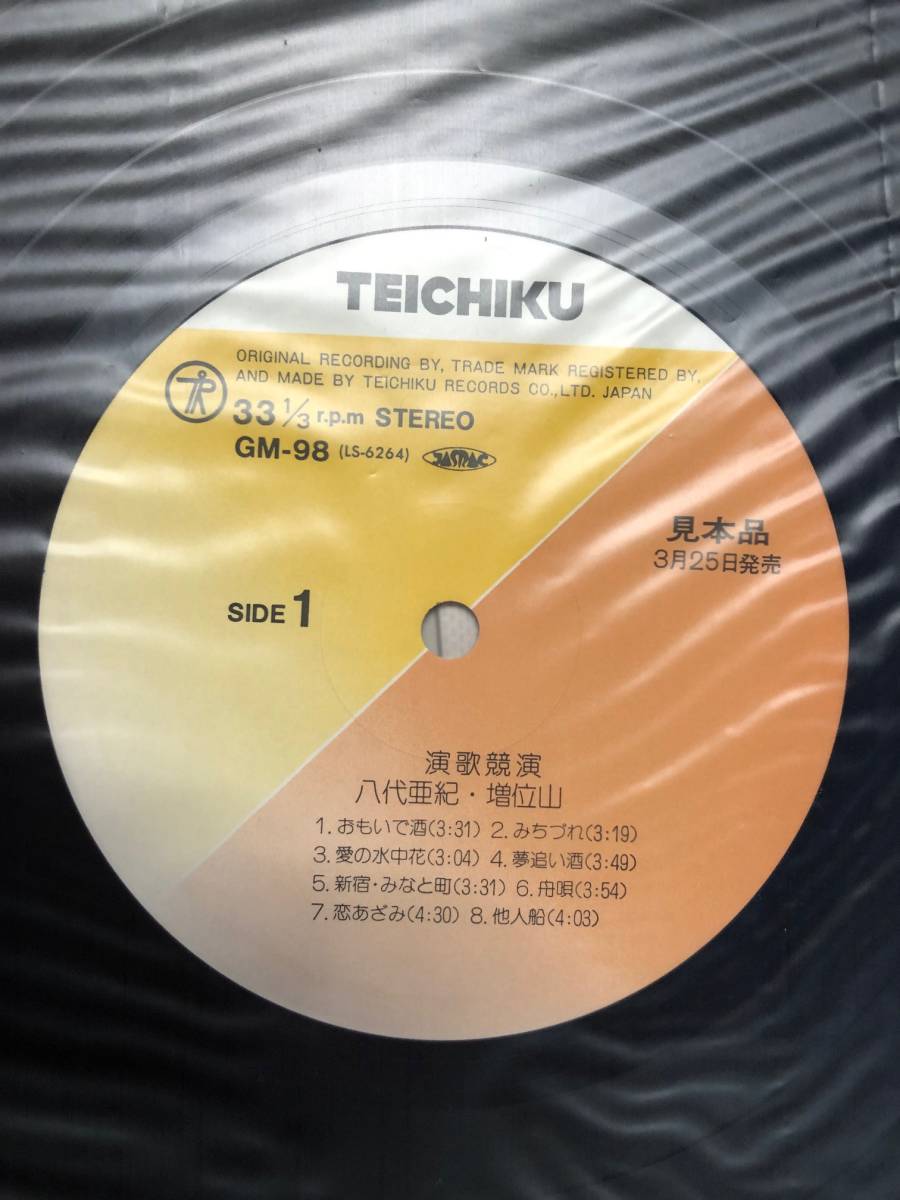 TEICHIKU
ORIGINAL RECORDING BY, TRADE MARK REGISTERED BY,
AND MADE BY TEICHIKU RECORDS CO.,LTD. JAPAN
33 1/3 r.p.m STEREO
GM-98 (LS-6264) JASRAC
見本品
3月25日発売
SIDE 1
演歌競演
八代亜紀・増位山
1. おもいで酒(3:31) 2. みちづれ(3:19)
3. 愛の水中花(3:04) 4. 夢追い酒(3:49)
5. 新宿・みなと町(3:31) 6. 舟唄(3:54)
7. 恋あざみ(4:30) 8. 他人船(4:03)